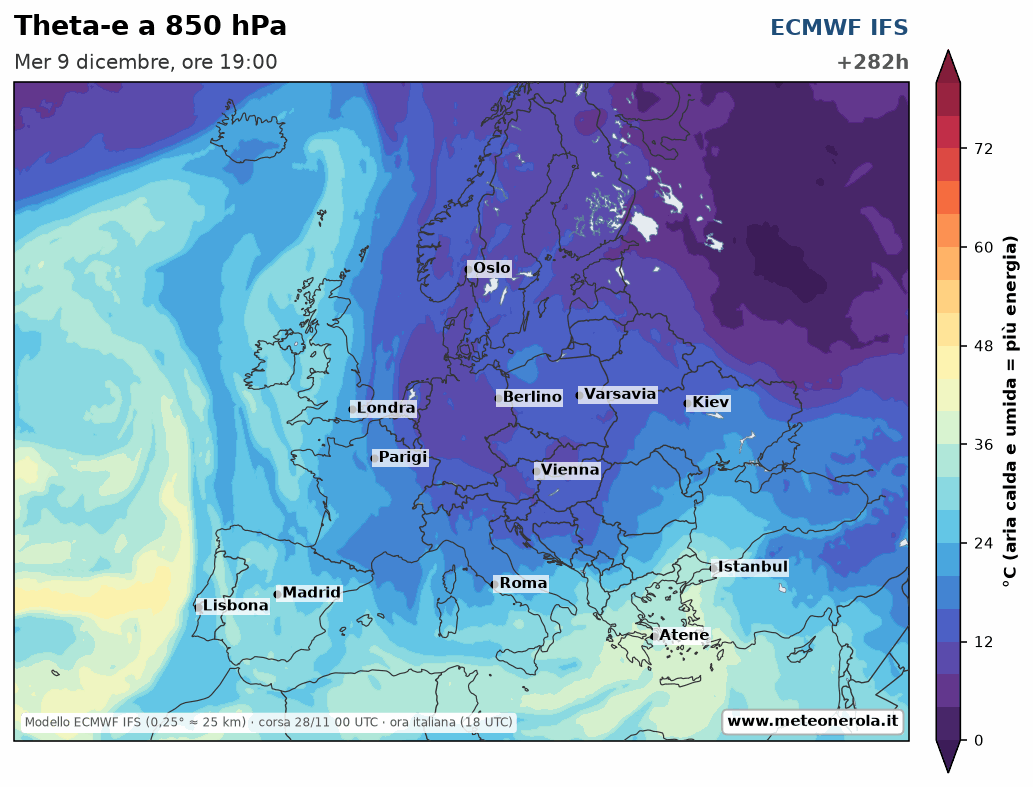 Theta-e a 850 hPa
ECMWF IFS
Mer 9 dicembre, ore 19:00
+282h
Oslo
Londra
Berlino
Varsavia
Kiev
Parigi
Vienna
Istanbul
Roma
Madrid
Lisbona
Atene
Modello ECMWF IFS (0,25° ≈ 25 km) · corsa 28/11 00 UTC · ora italiana (18 UTC)
www.meteonerola.it
72
60
48
36
24
12
0
°C (aria calda e umida = più energia)